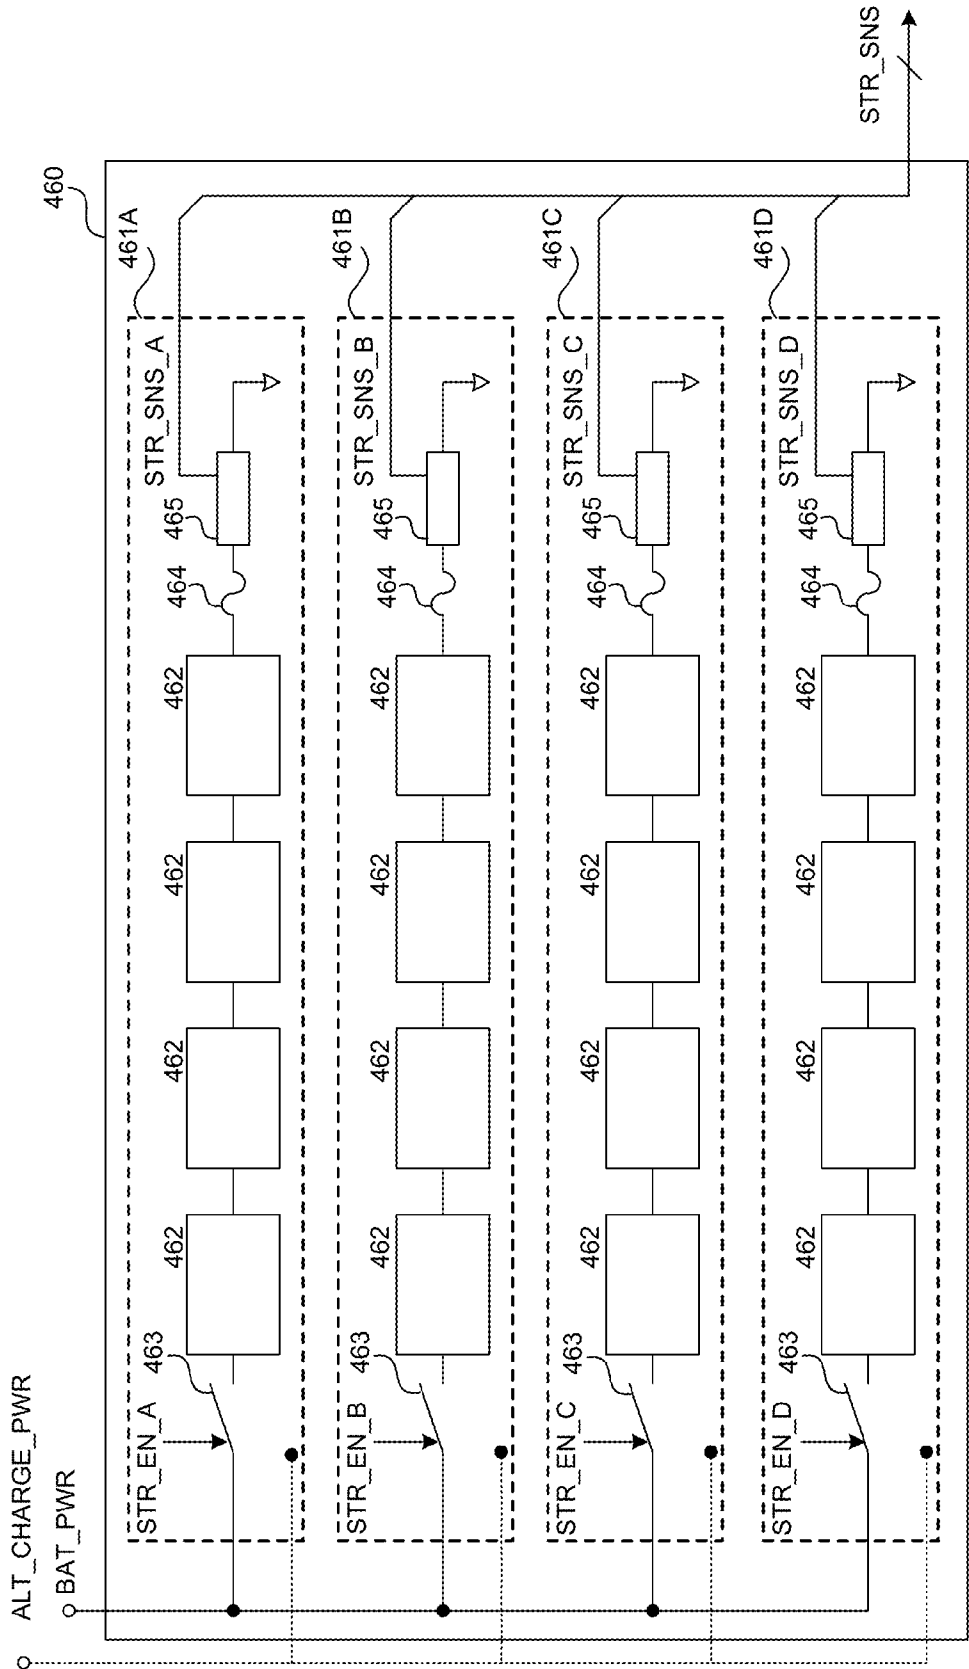 ALT_CHARGE_PWR
BAT_PWR
460
STR_SNS
461A
STR_EN_A
463
462
462
462
462
464
465
STR_SNS_A
461B
STR_EN_B
463
462
462
462
462
464
465
STR_SNS_B
461C
STR_EN_C
463
462
462
462
462
464
465
STR_SNS_C
461D
STR_EN_D
463
462
462
462
462
464
465
STR_SNS_D